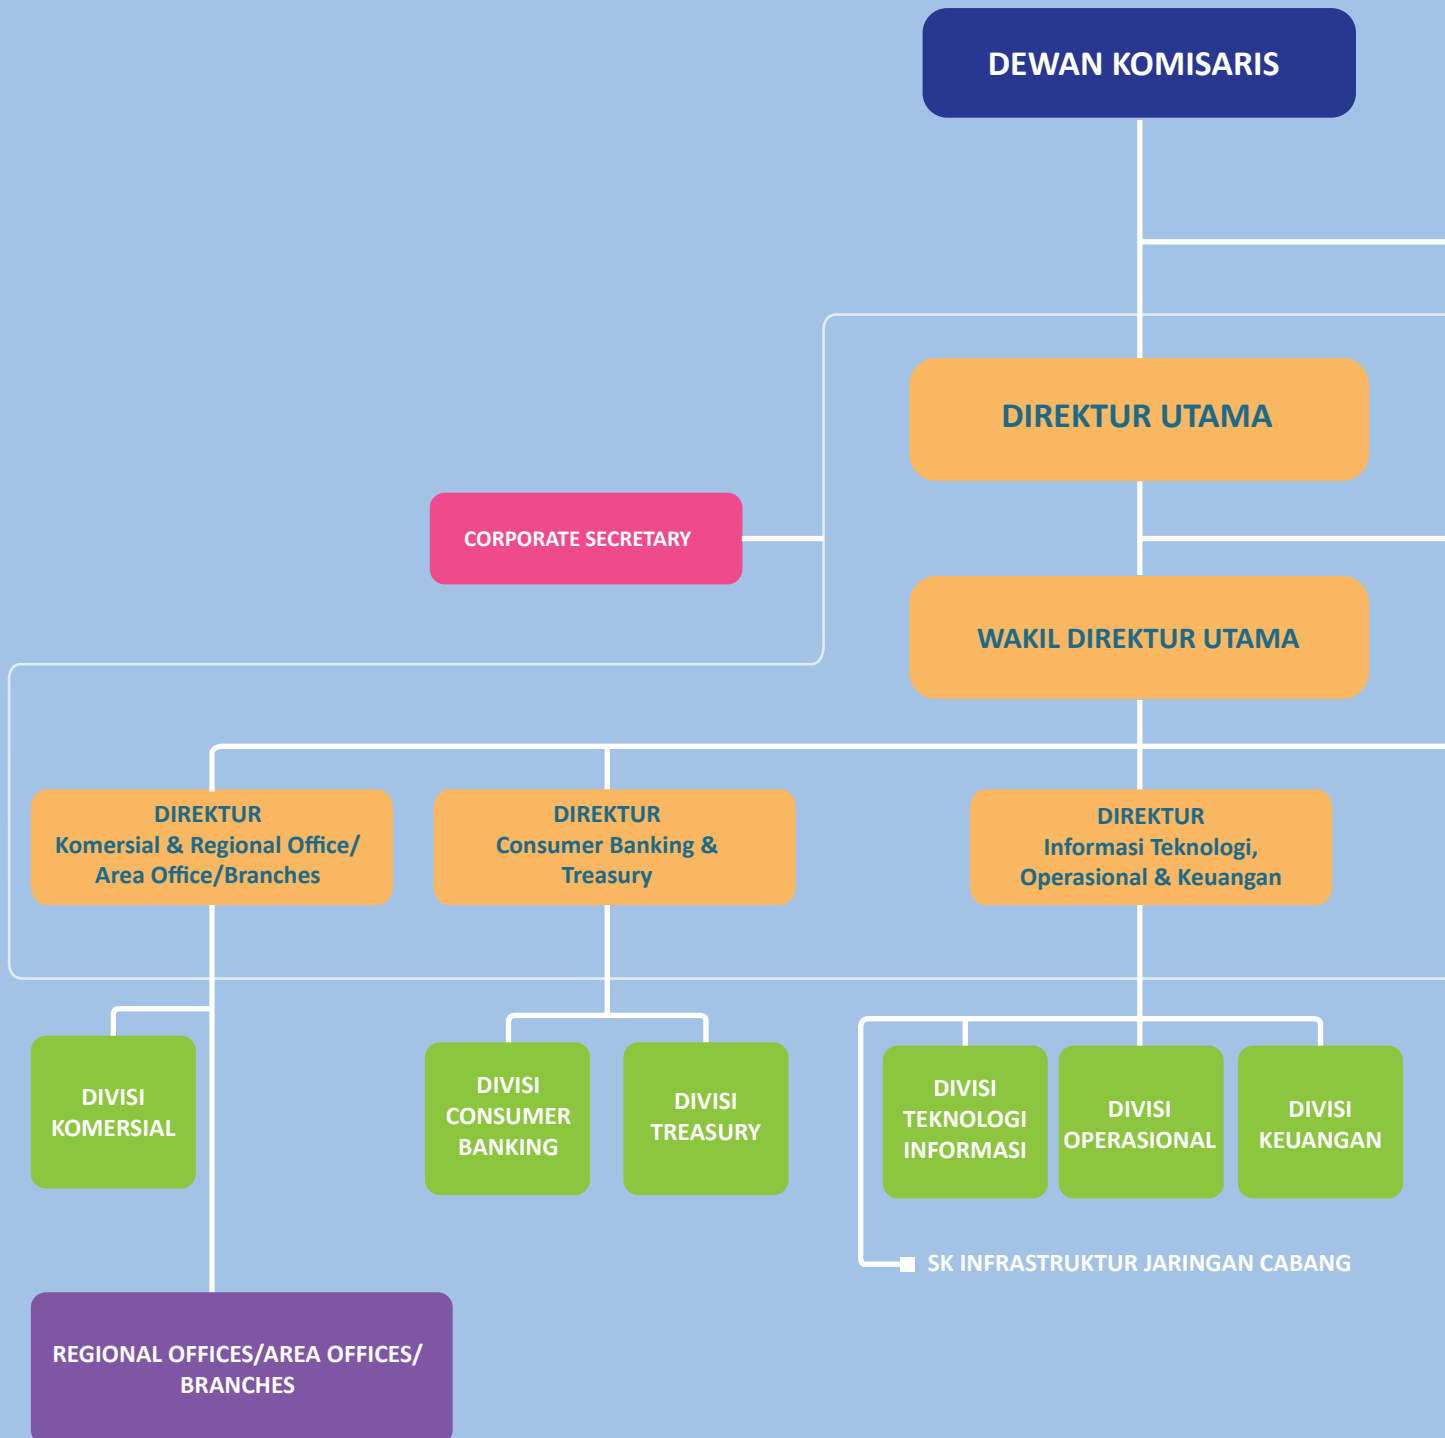 DEWAN KOMISARIS
DIREKTUR UTAMA
CORPORATE SECRETARY
WAKIL DIREKTUR UTAMA
DIREKTUR
Komersial & Regional Office/
Area Office/Branches
DIREKTUR
Consumer Banking &
Treasury
DIREKTUR
Informasi Teknologi,
Operasional & Keuangan
DIVISI
KOMERSIAL
DIVISI
CONSUMER
BANKING
DIVISI
TREASURY
DIVISI
TEKNOLOGI
INFORMASI
DIVISI
OPERASIONAL
DIVISI
KEUANGAN
SK INFRASTRUKTUR JARINGAN CABANG
REGIONAL OFFICES/AREA OFFICES/
BRANCHES